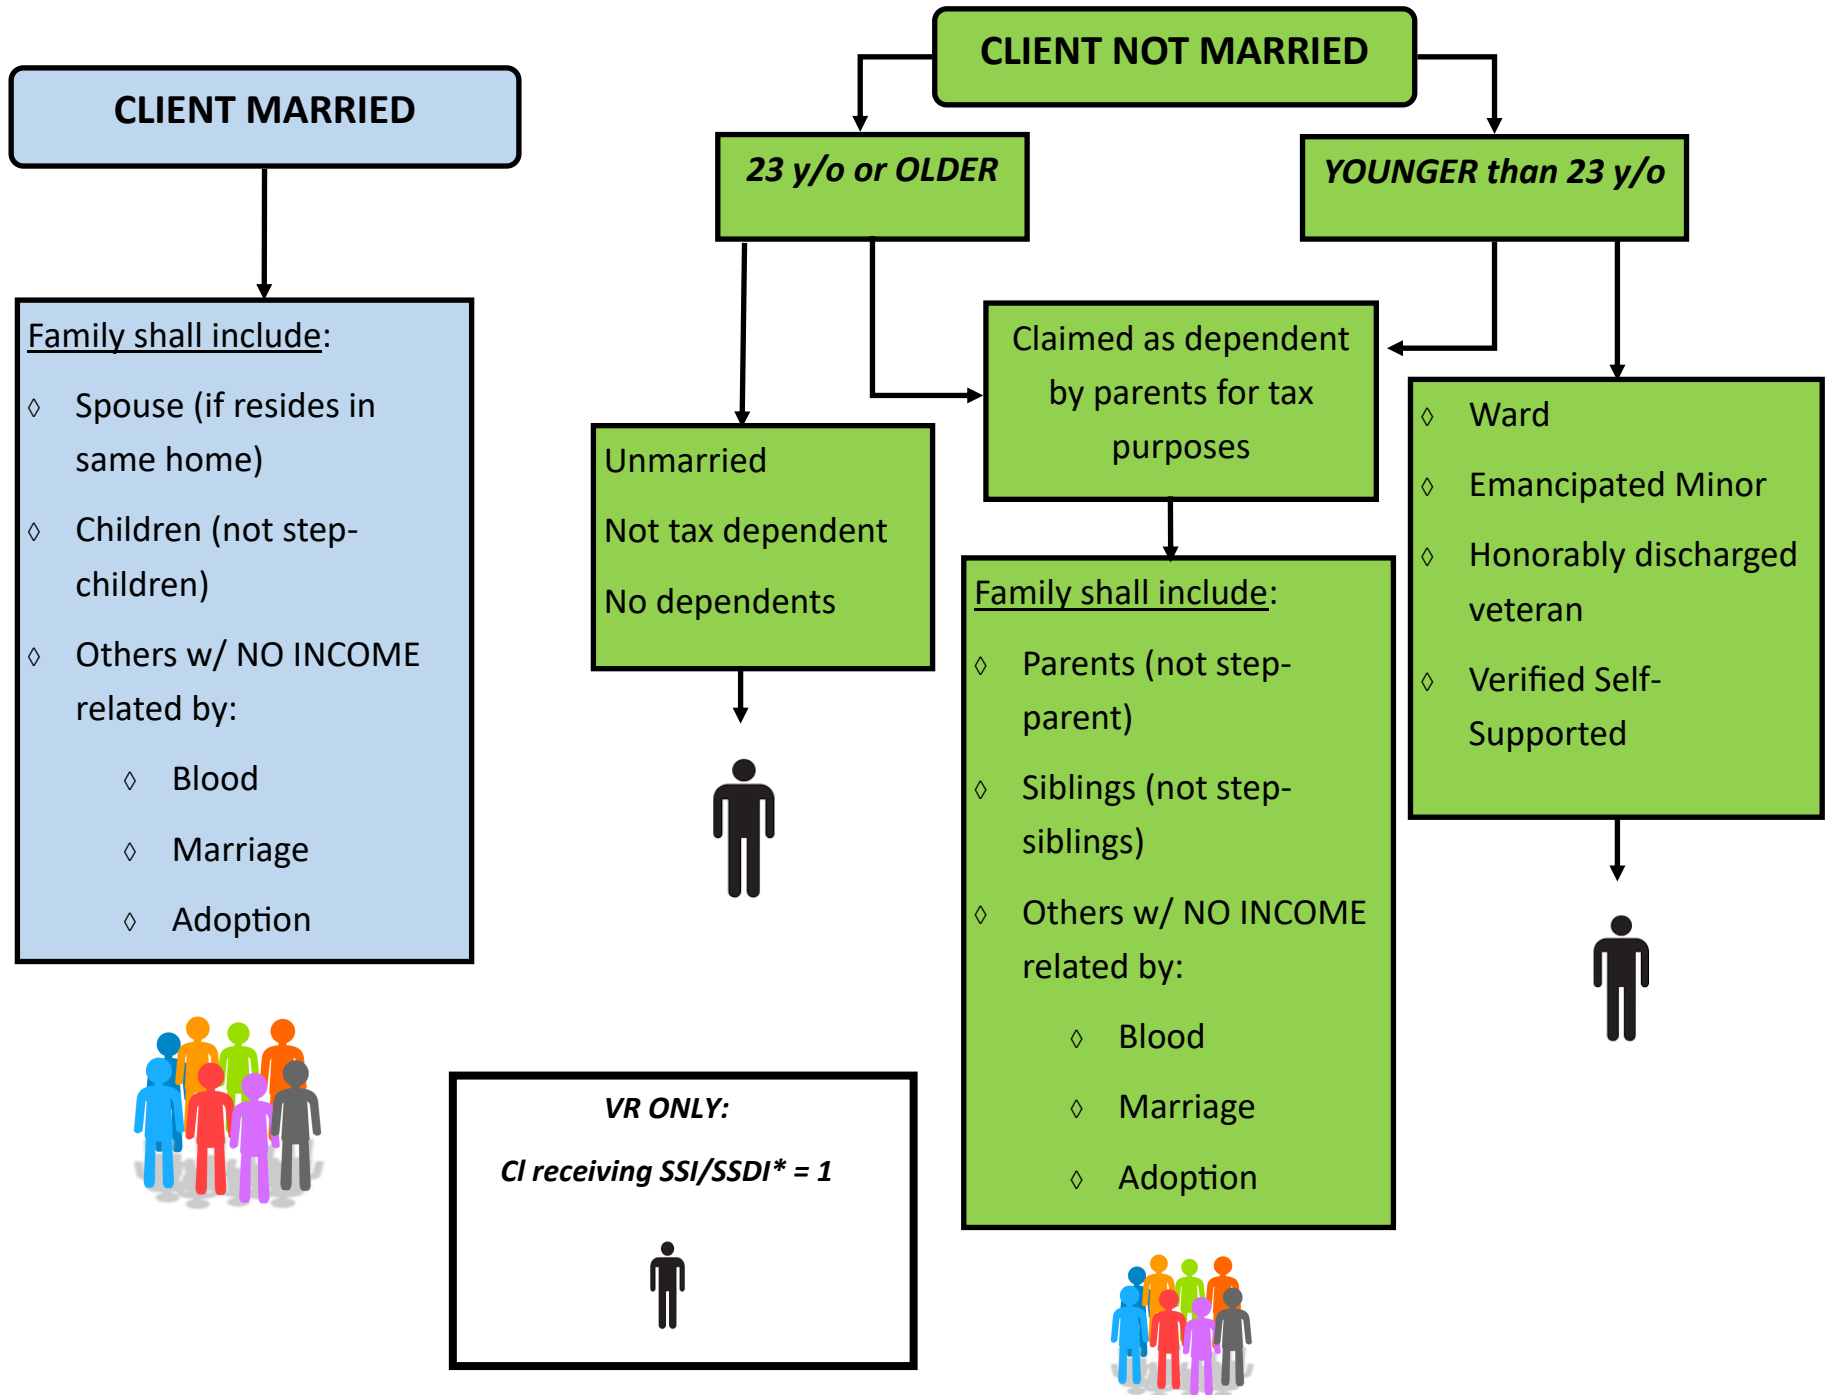 CLIENT MARRIED
Family shall include:
◊ Spouse (if resides in
same home)
◊ Children (not step-
children)
◊ Others w/ NO INCOME
related by:
◊ Blood
◊ Marriage
◊ Adoption
CLIENT NOT MARRIED
23 y/o or OLDER
YOUNGER than 23 y/o
Unmarried
Not tax dependent
No dependents
Claimed as dependent
by parents for tax
purposes
Family shall include:
◊ Parents (not step-
parent)
◊ Siblings (not step-
siblings)
◊ Others w/ NO INCOME
related by:
◊ Blood
◊ Marriage
◊ Adoption
◊ Ward
◊ Emancipated Minor
◊ Honorably discharged
veteran
◊ Verified Self-
Supported
VR ONLY:
Cl receiving SSI/SSDI* = 1